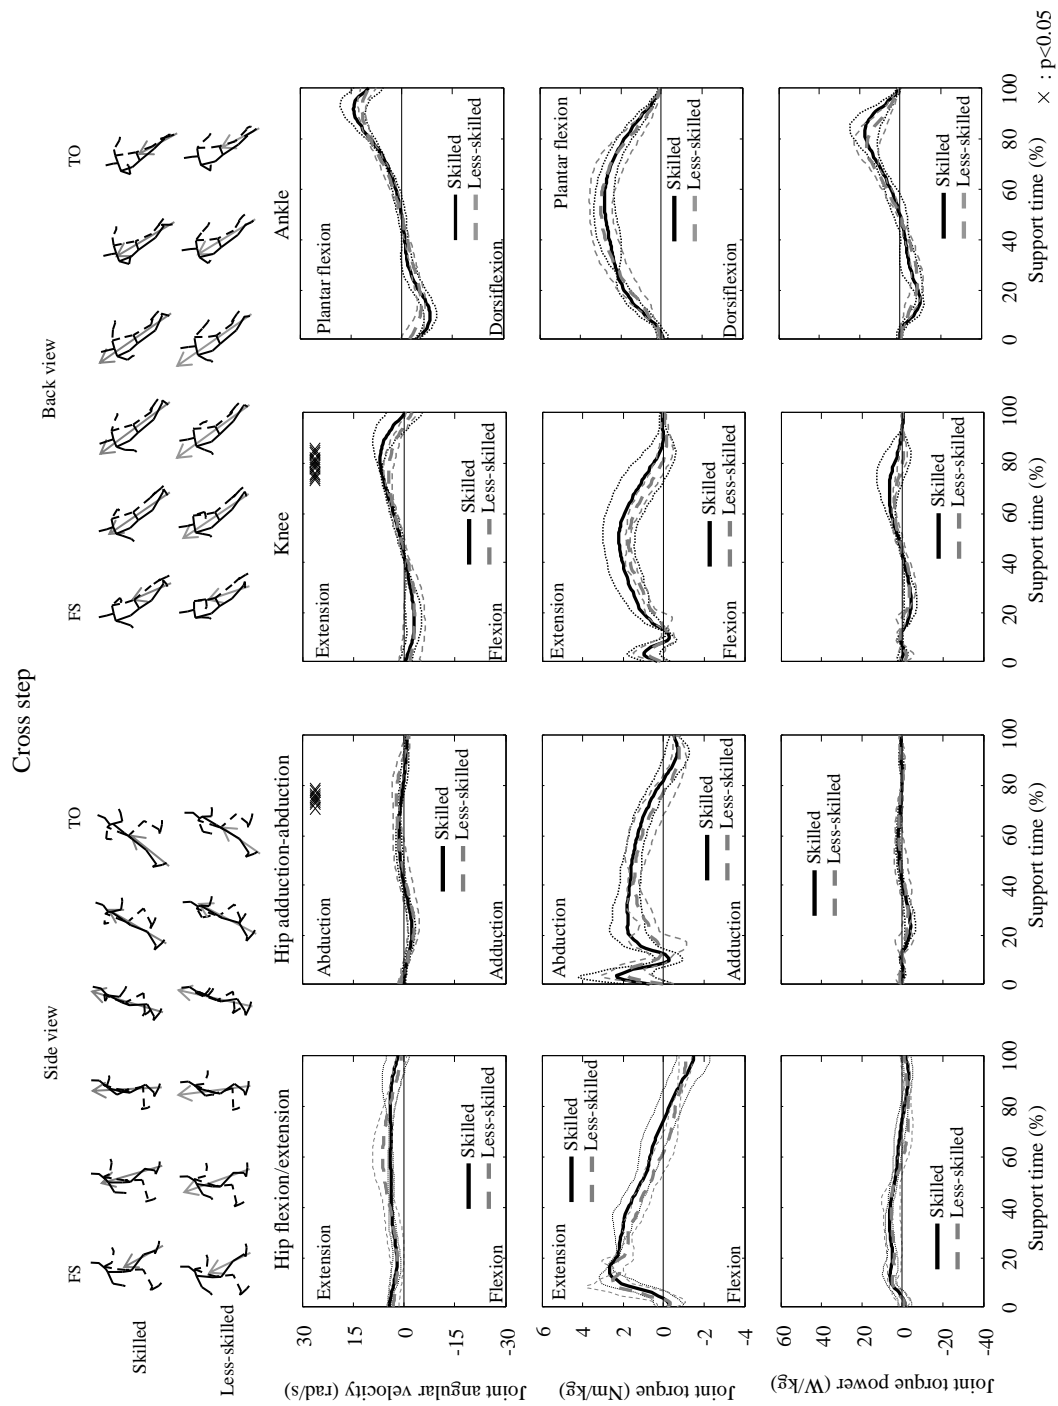 Cross step
Side view
Back view
FS
TO
FS
TO
Skilled
Less-skilled
Hip flexion/extension
Hip adduction-abduction
Knee
Ankle
Joint angular velocity (rad/s)
30
15
0
-15
-30
Extension
Flexion
Skilled
Less-skilled
Abduction
Adduction
Skilled
Less-skilled
Extension
Flexion
Skilled
Less-skilled
Plantar flexion
Dorsiflexion
Skilled
Less-skilled
Joint torque (Nm/kg)
6
4
2
0
-2
-4
Extension
Flexion
Skilled
Less-skilled
Abduction
Adduction
Skilled
Less-skilled
Extension
Flexion
Skilled
Less-skilled
Plantar flexion
Dorsiflexion
Skilled
Less-skilled
Joint torque power (W/kg)
60
40
20
0
-20
-40
Skilled
Less-skilled
Skilled
Less-skilled
Skilled
Less-skilled
Skilled
Less-skilled
0 20 40 60 80 100
0 20 40 60 80 100
0 20 40 60 80 100
0 20 40 60 80 100
Support time (%)
Support time (%)
Support time (%)
Support time (%)
× : p<0.05